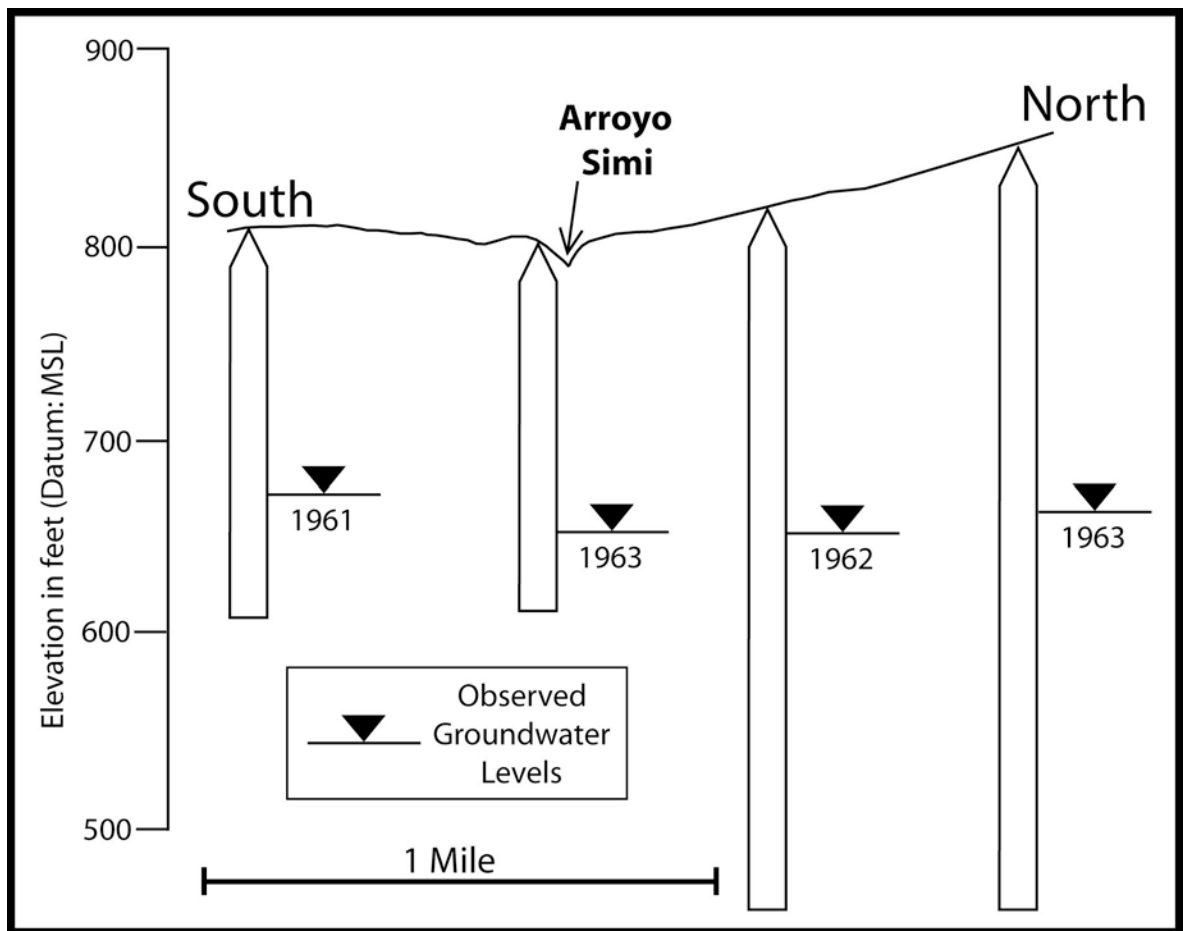 900
Arroyo
Simi
North
South
800
Elevation in feet (Datum: MSL)
700
1961
1963
1962
1963
600
Observed
Groundwater
Levels
500
1 Mile